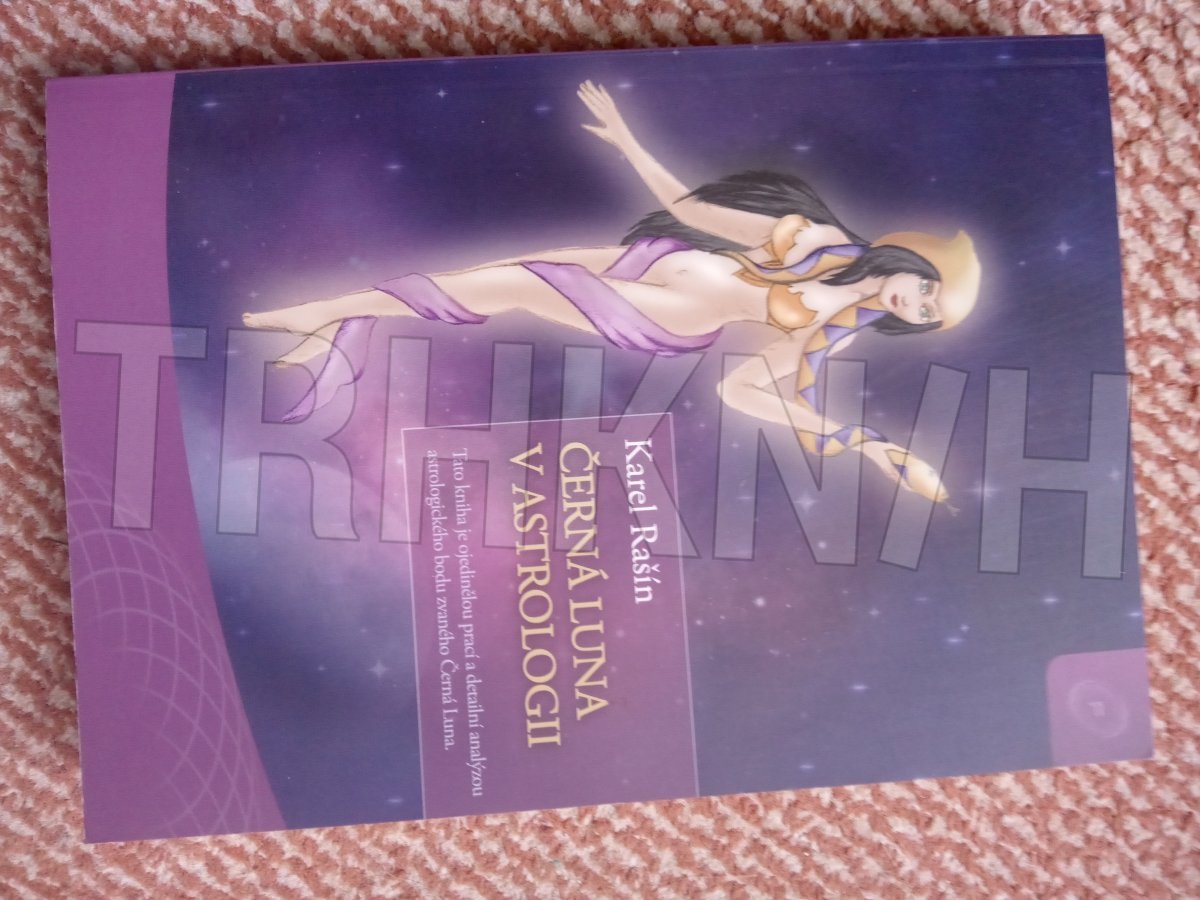 Karel Rašín
ČERNÁ LUNA
V ASTROLOGII
Tato kniha je ojedinělou prací a detailní analýzou
astrologického bodu zvaného Černá Luna.
TRHKNIH